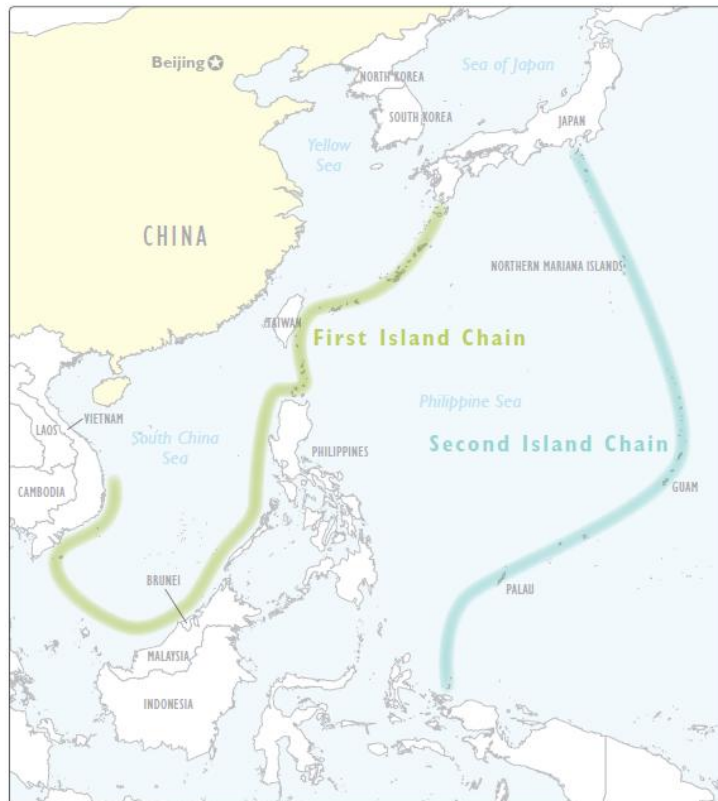 Beijing
NORTH KOREA
Sea of Japan
SOUTH KOREA
JAPAN
Yellow
Sea
CHINA
NORTHERN MARIANA ISLANDS
TAIWAN
First Island Chain
Philippine Sea
VIETNAM
LAOS
South China
Sea
Second Island Chain
PHILIPPINES
CAMBODIA
GUAM
BRUNEI
PALAU
MALAYSIA
INDONESIA